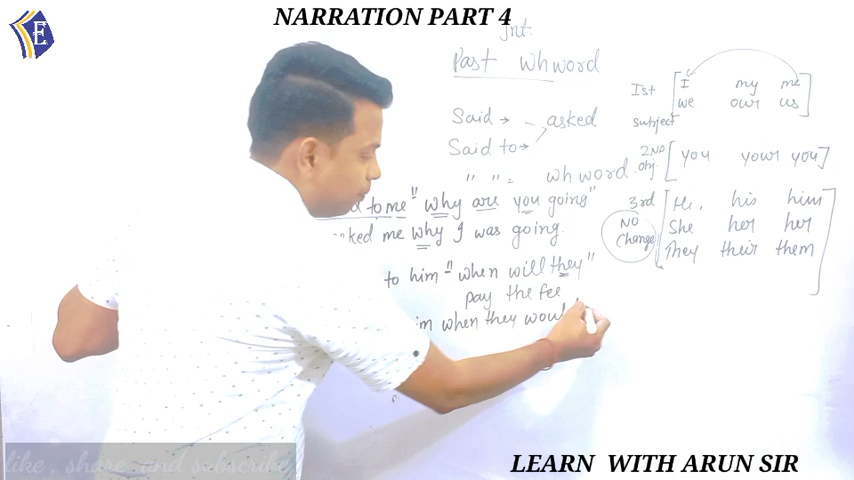 E
NARRATION PART 4
Int.
Past wh word
Said → asked
Said to →
" " = wh word
to me "why are you going"
asked me why I was going.
to him "when will they"
pay the fee
him when they would
Ist I my me
we our us
subject
2ND obj you your you
3rd He, his him
NO Change She her her
They their them
like , share and subscribe
LEARN WITH ARUN SIR